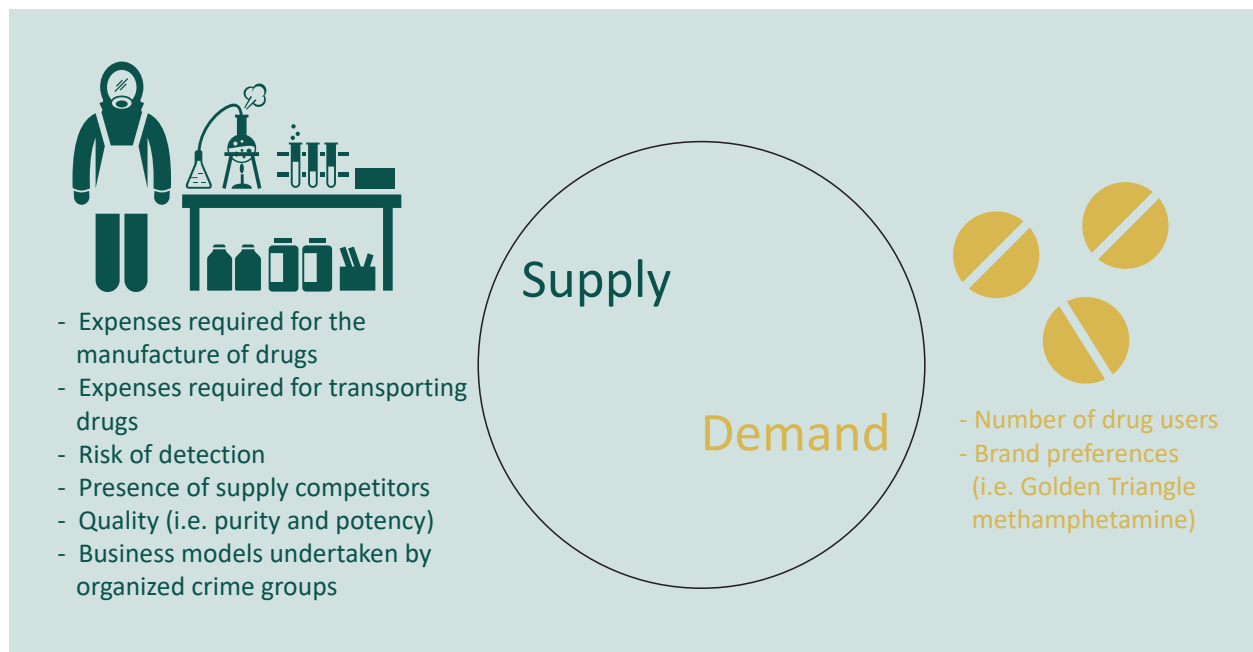 Supply
Demand
- Expenses required for the
manufacture of drugs
- Expenses required for transporting
drugs
- Risk of detection
- Presence of supply competitors
- Quality (i.e. purity and potency)
- Business models undertaken by
organized crime groups
- Number of drug users
- Brand preferences
(i.e. Golden Triangle
methamphetamine)